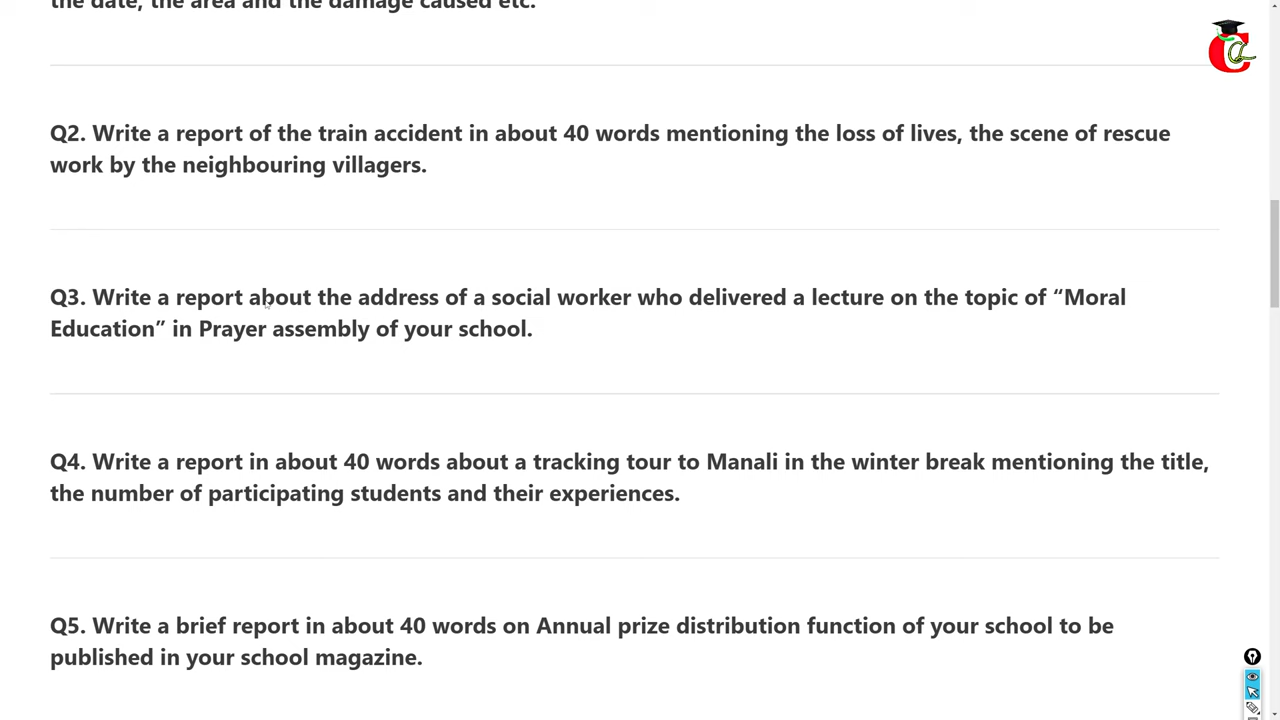 the date, the area and the damage caused etc.
Q2. Write a report of the train accident in about 40 words mentioning the loss of lives, the scene of rescue
work by the neighbouring villagers.
Q3. Write a report about the address of a social worker who delivered a lecture on the topic of “Moral
Education” in Prayer assembly of your school.
Q4. Write a report in about 40 words about a tracking tour to Manali in the winter break mentioning the title,
the number of participating students and their experiences.
Q5. Write a brief report in about 40 words on Annual prize distribution function of your school to be
published in your school magazine.